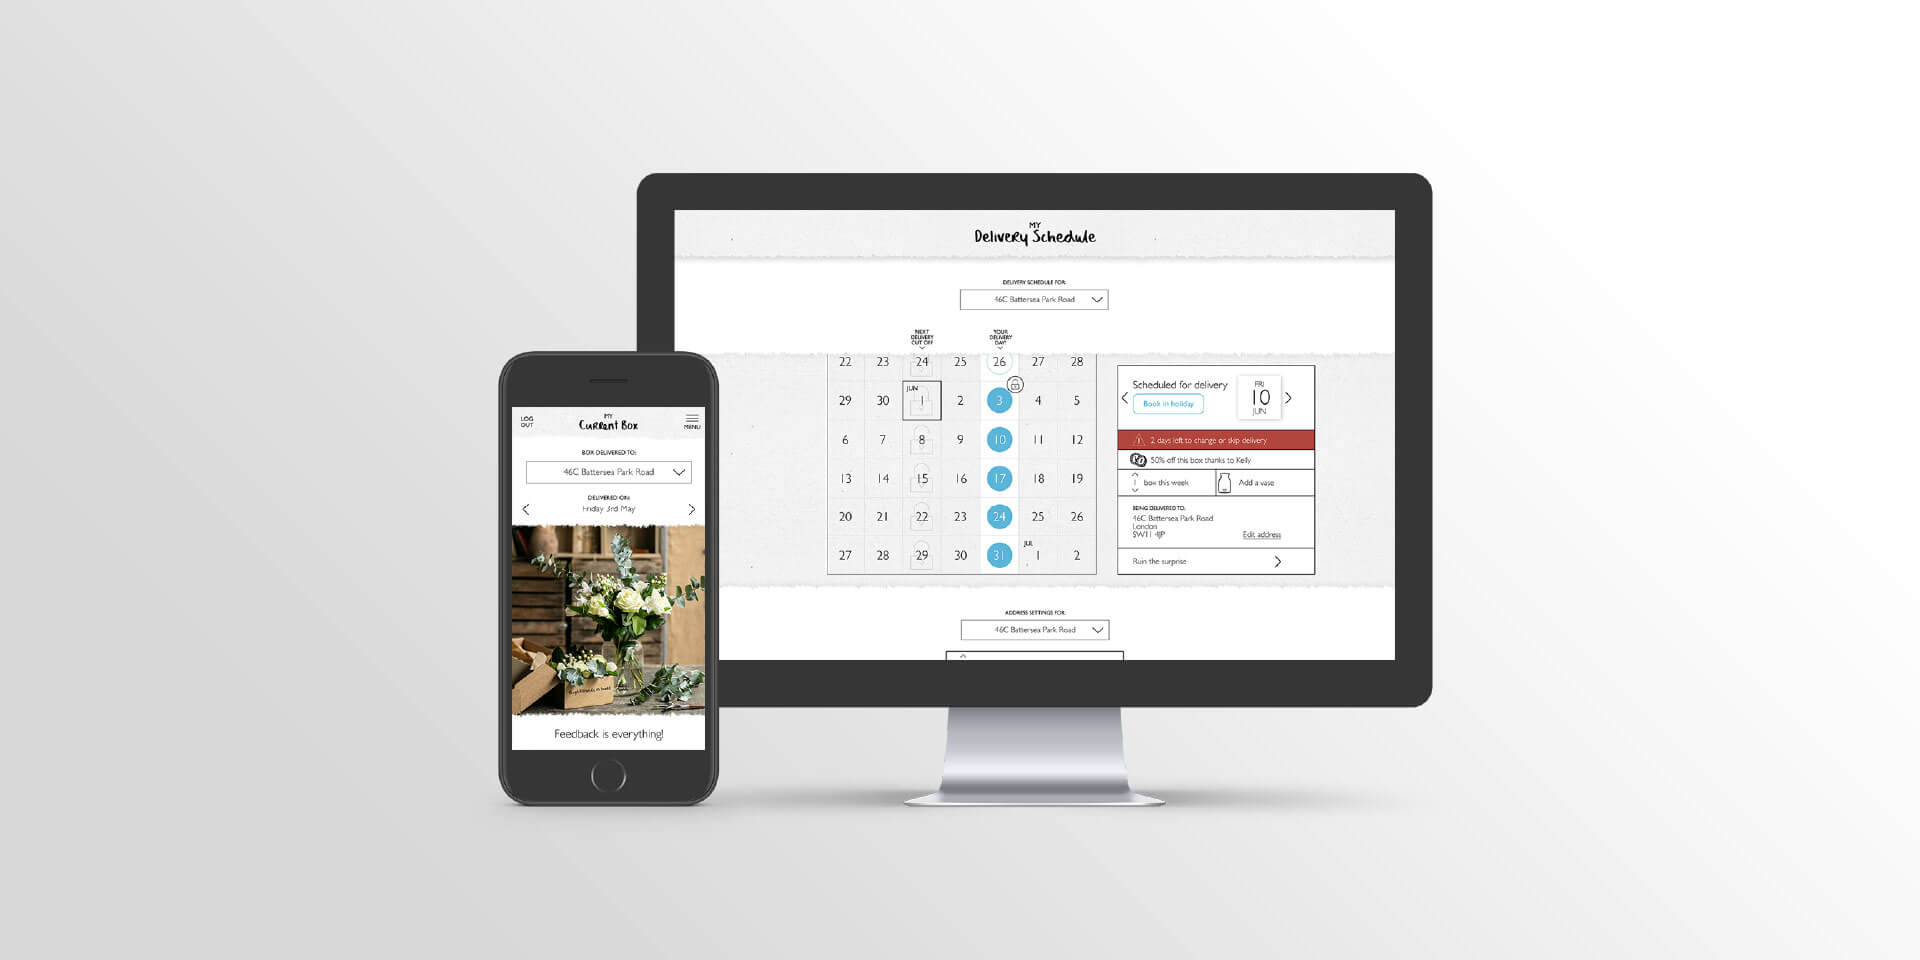 MY
Delivery Schedule
DELIVERY SCHEDULE FOR:
46C Battersea Park Road
NEXT
DELIVERY
CUT OFF
YOUR
DELIVERY
DAY!
22 23 24 25 26 27 28
29 30 JUN 1 2 3 4 5
6 7 8 9 10 11 12
13 14 15 16 17 18 19
20 21 22 23 24 25 26
27 28 29 30 31 JUL 1 2
Scheduled for delivery
Book in holiday
FRI
10
JUN
2 days left to change or skip delivery
50% off this box thanks to Kelly
1 box this week
Add a vase
BEING DELIVERED TO:
46C Battersea Park Road
London
SW11 4JP
Edit address
Ruin the surprise
ADDRESS SETTINGS FOR:
46C Battersea Park Road
LOG
OUT
MY
Current Box
MENU
BOX DELIVERED TO:
46C Battersea Park Road
DELIVERED ON:
Friday 3rd May
Feedback is everything!